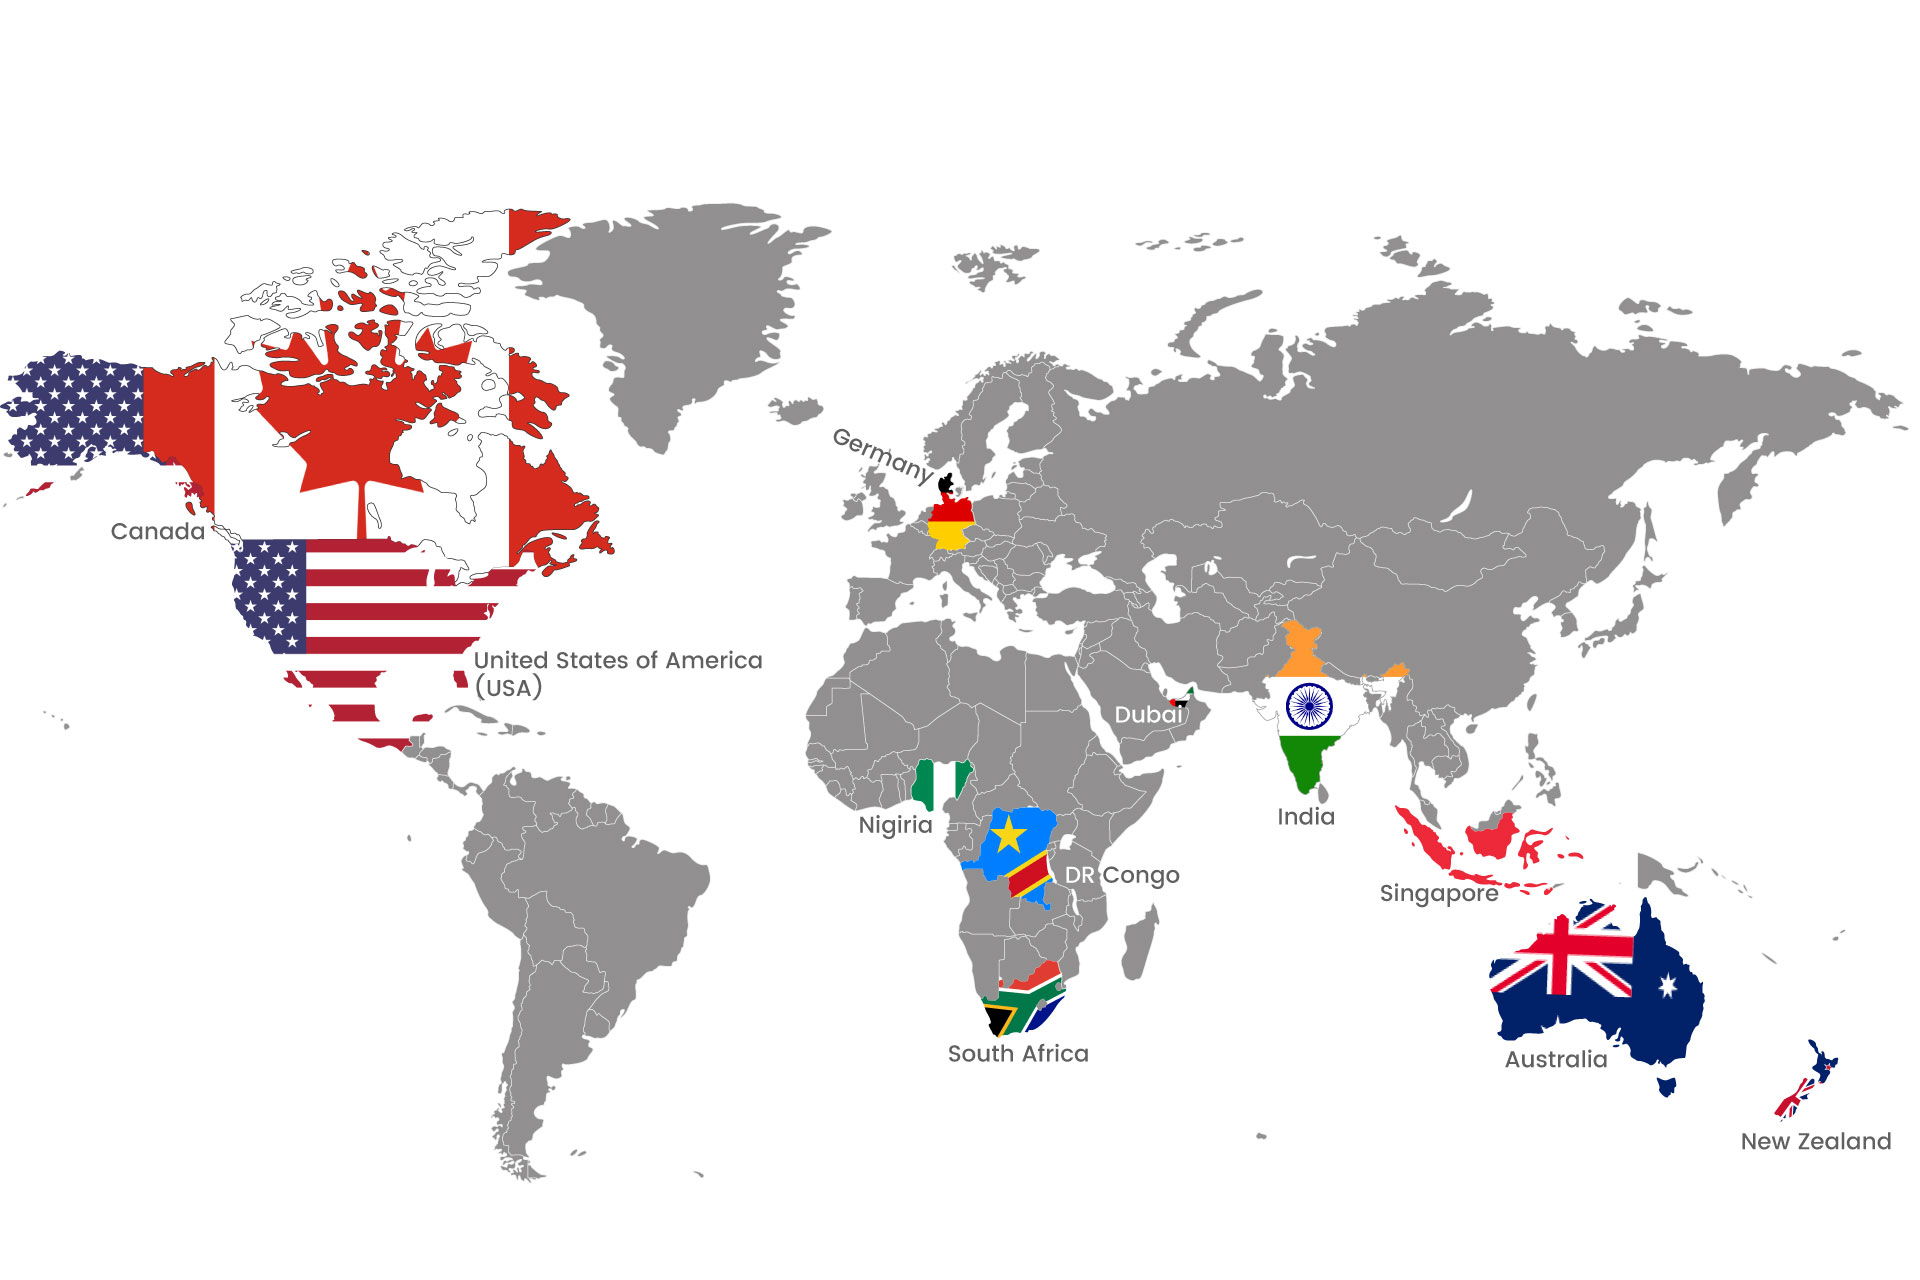 Germany
Canada
United States of America
(USA)
Dubai
Nigiria
India
DR Congo
Singapore
South Africa
Australia
New Zealand